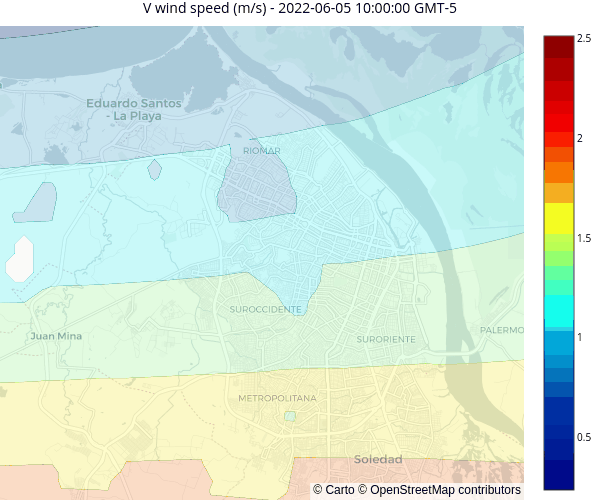 V wind speed (m/s) - 2022-06-05 10:00:00 GMT-5
2.5
Eduardo Santos
- La Playa
2
RIOMAR
1.5
SUROCCIDENTE
Juan Mina
SURORIENTE
PALERMO
1
METROPOLITANA
0.5
Soledad
© Carto © OpenStreetMap contributors